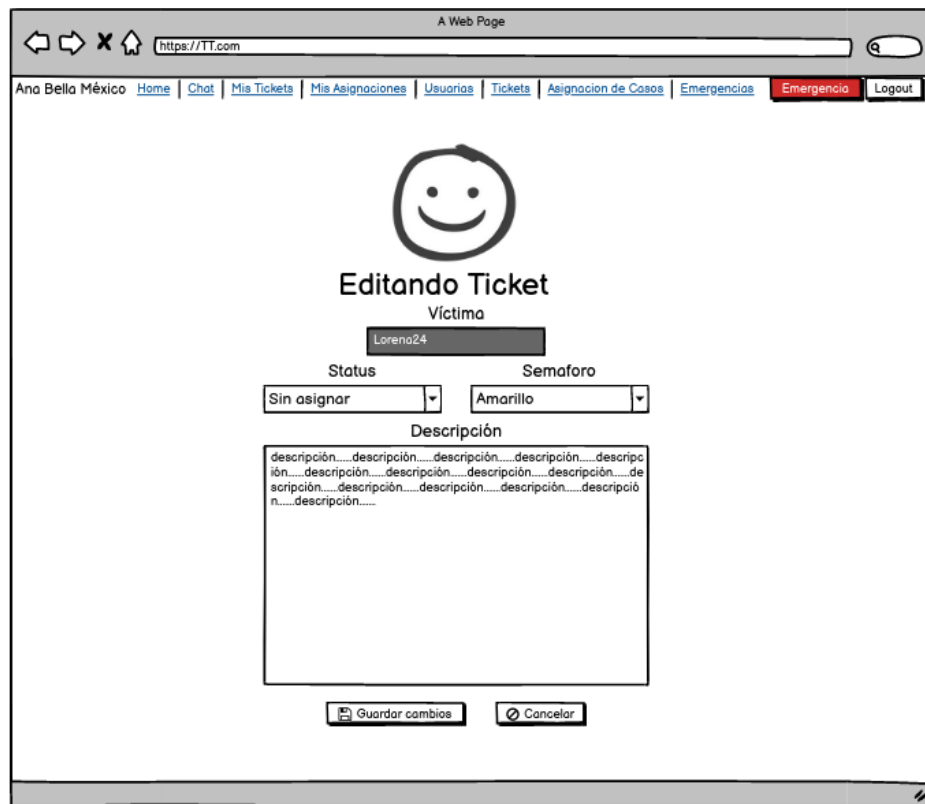 A Web Page
https://TT.com
Ana Bella México Home Chat Mis Tickets Mis Asignaciones Usuarias Tickets Asignacion de Casos Emergencias Emergencia Logout
Editando Ticket
Víctima
Lorena24
Status Semaforo
Sin asignar Amarillo
Descripción
descripción......descripción......descripción......descripción......descripc
ión......descripción......descripción......descripción......descripción......de
scripción......descripción......descripción......descripción......descripció
n......descripción......
Guardar cambios Cancelar